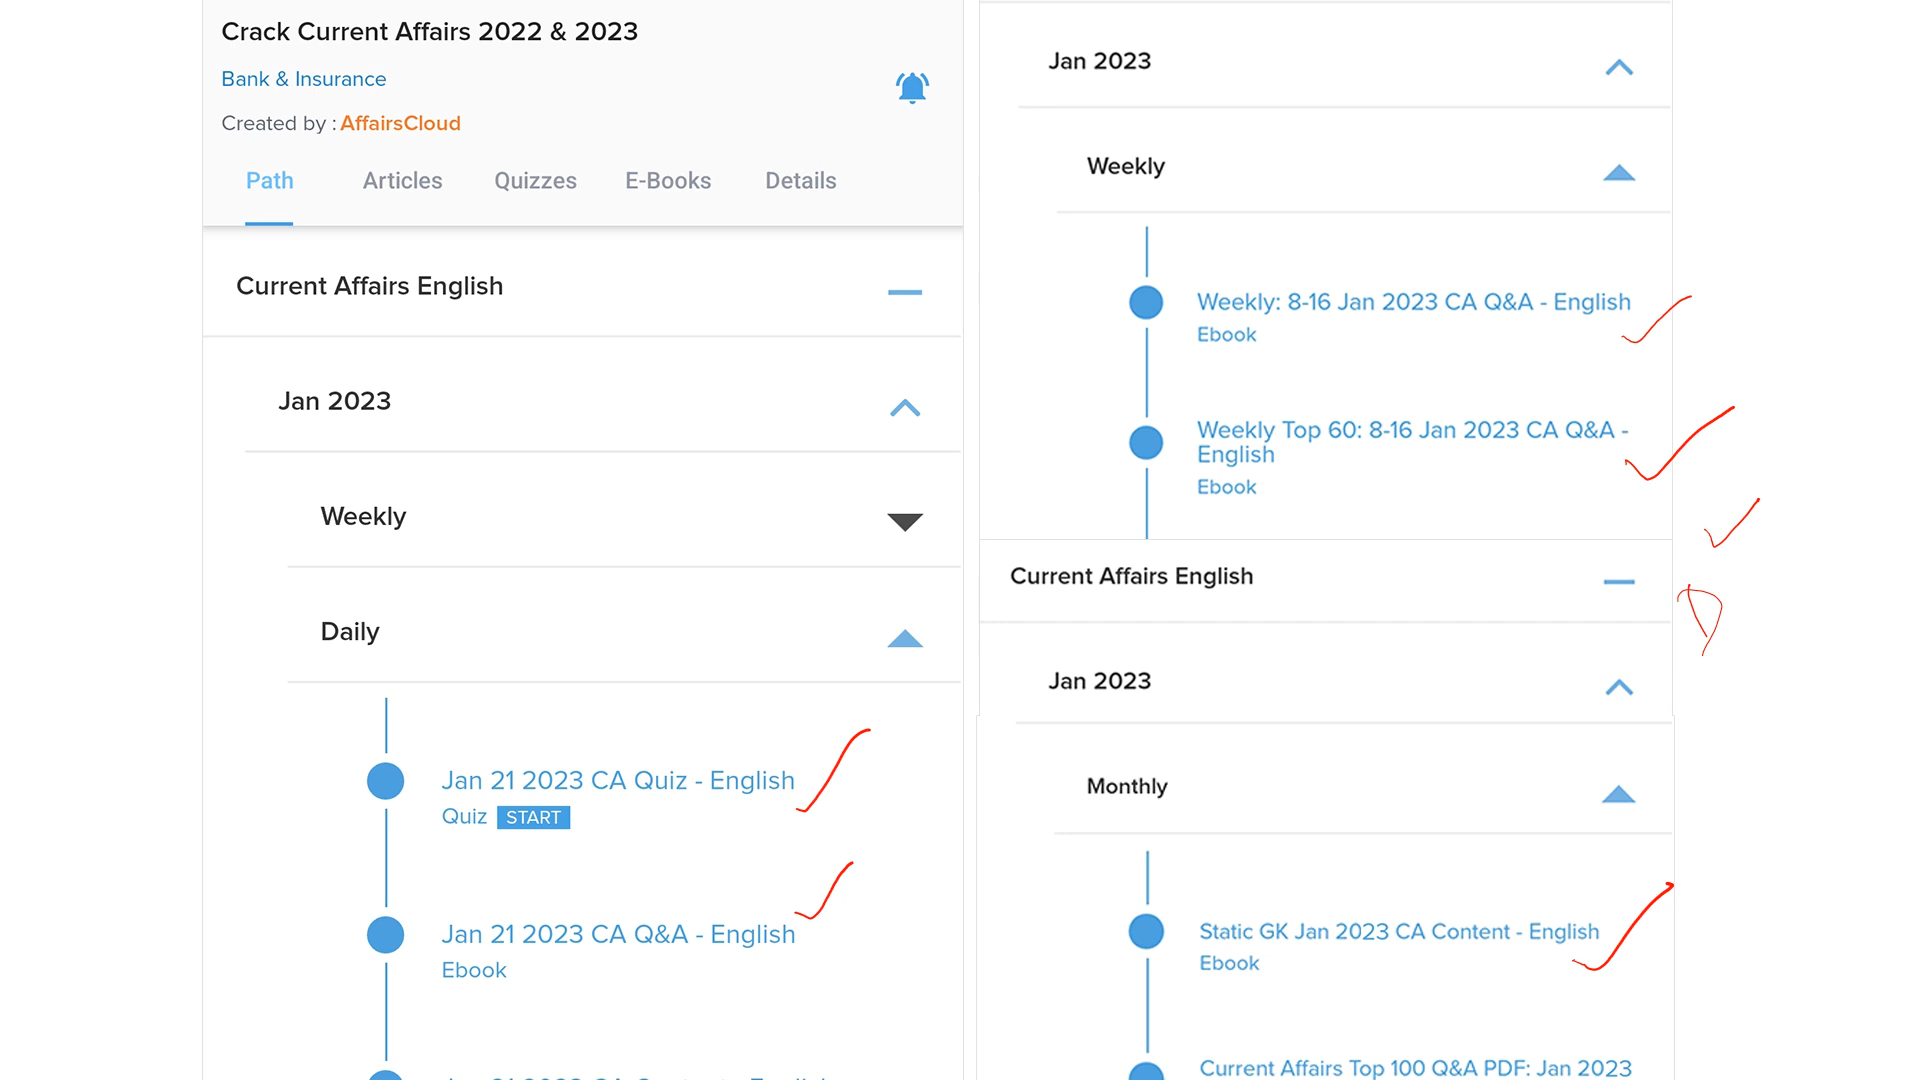 Crack Current Affairs 2022 & 2023
Bank & Insurance
Created by : AffairsCloud
Path Articles Quizzes E-Books Details
Current Affairs English
Jan 2023
Weekly
Daily
Jan 21 2023 CA Quiz - English
Quiz START
Jan 21 2023 CA Q&A - English
Ebook
Jan 2023
Weekly
Weekly: 8-16 Jan 2023 CA Q&A - English
Ebook
Weekly Top 60: 8-16 Jan 2023 CA Q&A -
English
Ebook
Current Affairs English
Jan 2023
Monthly
Static GK Jan 2023 CA Content - English
Ebook
Current Affairs Top 100 Q&A PDF: Jan 2023